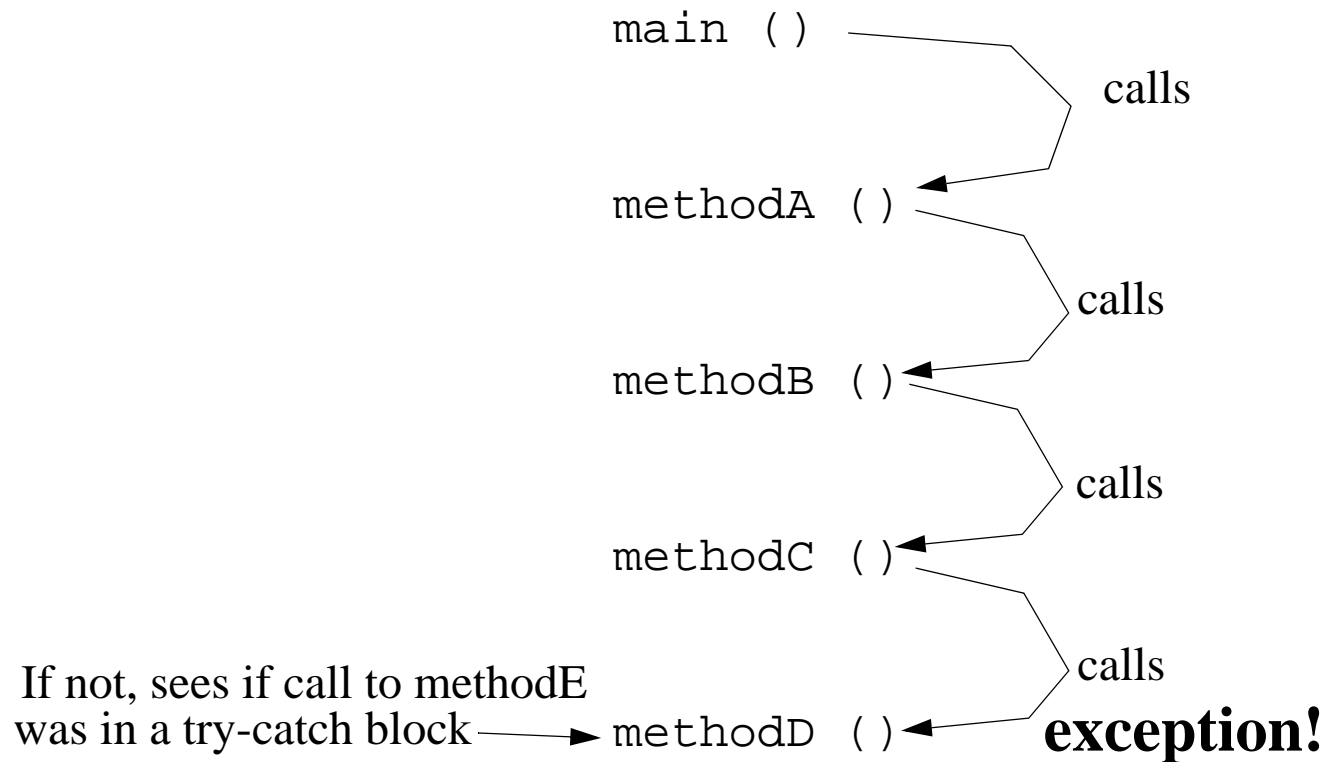 main ()
calls
methodA ()
calls
methodB ()
calls
methodC ()
calls
If not, sees if call to methodE
was in a try-catch block
methodD ()
exception!